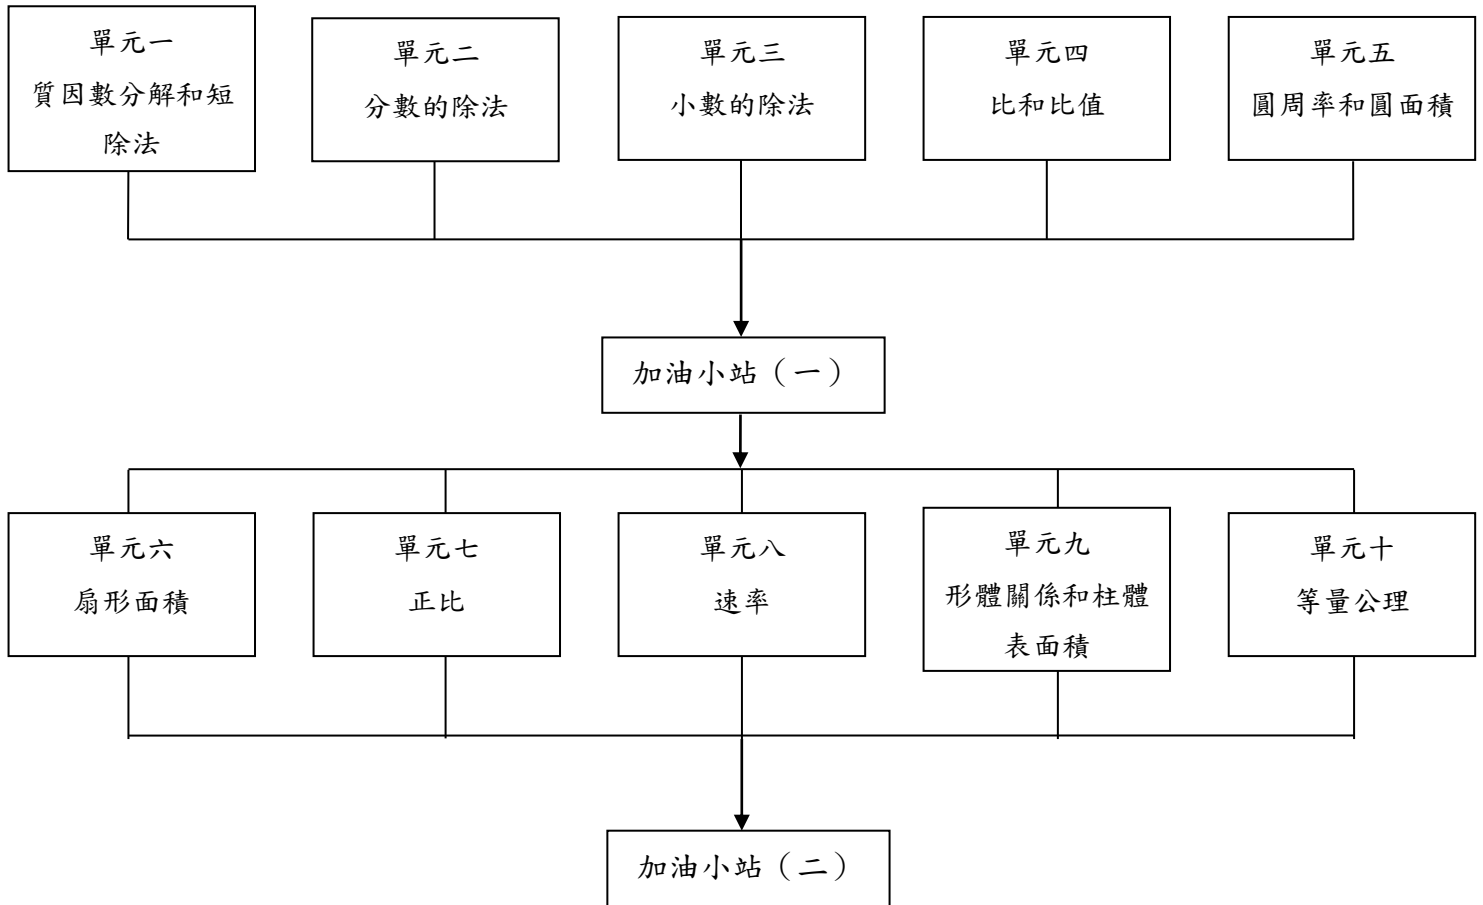 單元一
質因數分解和短
除法
單元二
分數的除法
單元三
小數的除法
單元四
比和比值
單元五
圓周率和圓面積
加油小站（一）
單元六
扇形面積
單元七
正比
單元八
速率
單元九
形體關係和柱體
表面積
單元十
等量公理
加油小站（二）